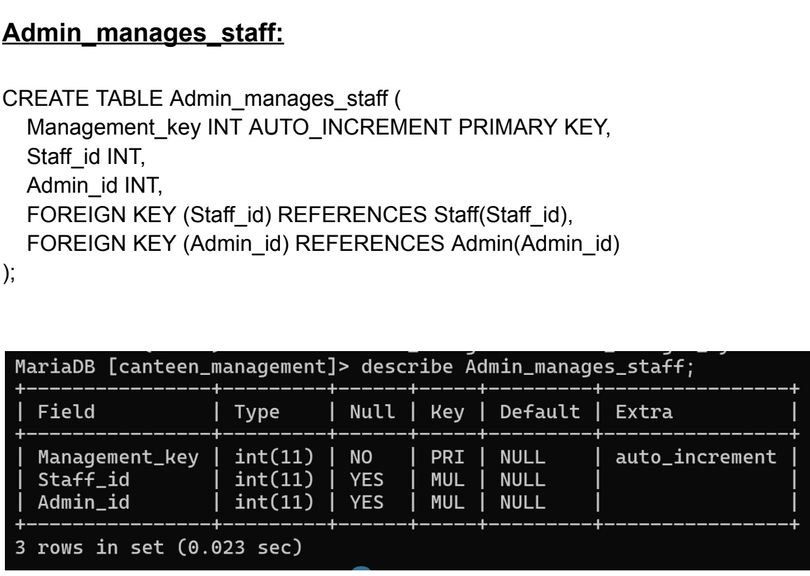 Admin_manages_staff:
CREATE TABLE Admin_manages_staff (
Management_key INT AUTO_INCREMENT PRIMARY KEY,
Staff_id INT,
Admin_id INT,
FOREIGN KEY (Staff_id) REFERENCES Staff(Staff_id),
FOREIGN KEY (Admin_id) REFERENCES Admin(Admin_id)
);
MariaDB [canteen_management]> describe Admin_manages_staff;
+----------------+---------+------+-----+---------+----------------+
| Field          | Type    | Null | Key | Default | Extra          |
+----------------+---------+------+-----+---------+----------------+
| Management_key | int(11) | NO   | PRI | NULL    | auto_increment |
| Staff_id       | int(11) | YES  | MUL | NULL    |                |
| Admin_id       | int(11) | YES  | MUL | NULL    |                |
+----------------+---------+------+-----+---------+----------------+
3 rows in set (0.023 sec)